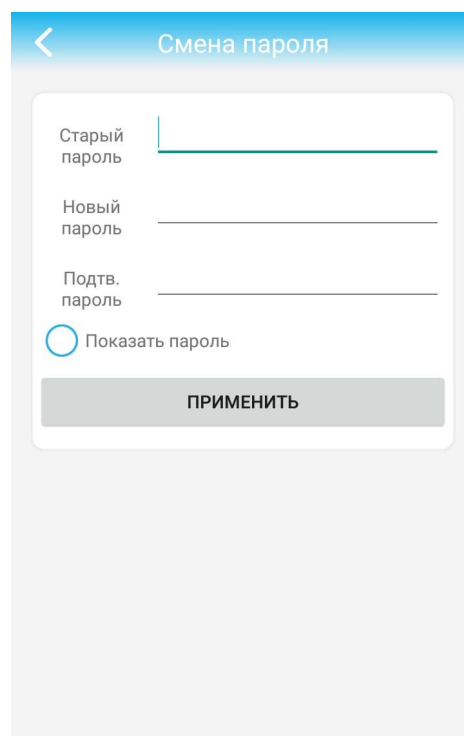 Смена пароля
Старый
пароль
Новый
пароль
Подтв.
пароль
Показать пароль
ПРИМЕНИТЬ